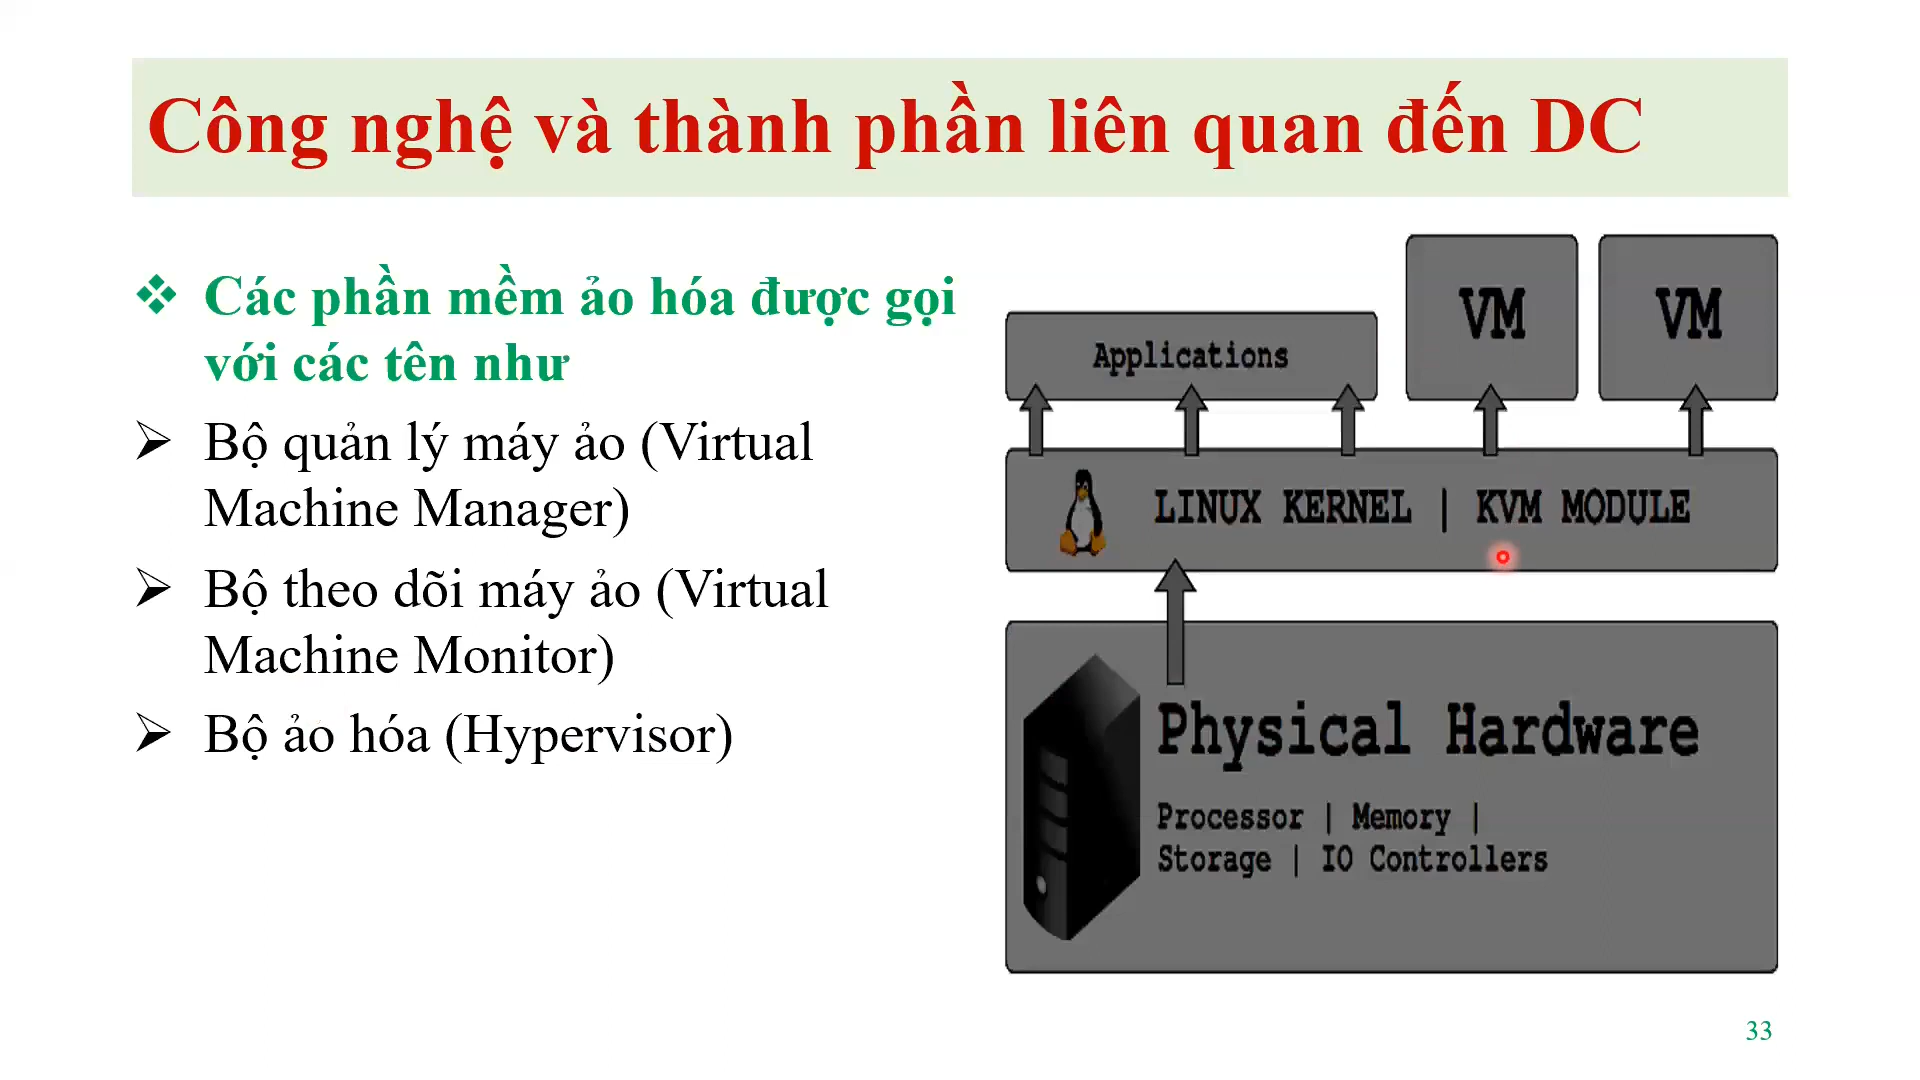 Công nghệ và thành phần liên quan đến DC
Các phần mềm ảo hóa được gọi
với các tên như
Bộ quản lý máy ảo (Virtual
Machine Manager)
Bộ theo dõi máy ảo (Virtual
Machine Monitor)
Bộ ảo hóa (Hypervisor)
VM
VM
Applications
LINUX KERNEL | KVM MODULE
Physical Hardware
Processor | Memory |
Storage | IO Controllers
33